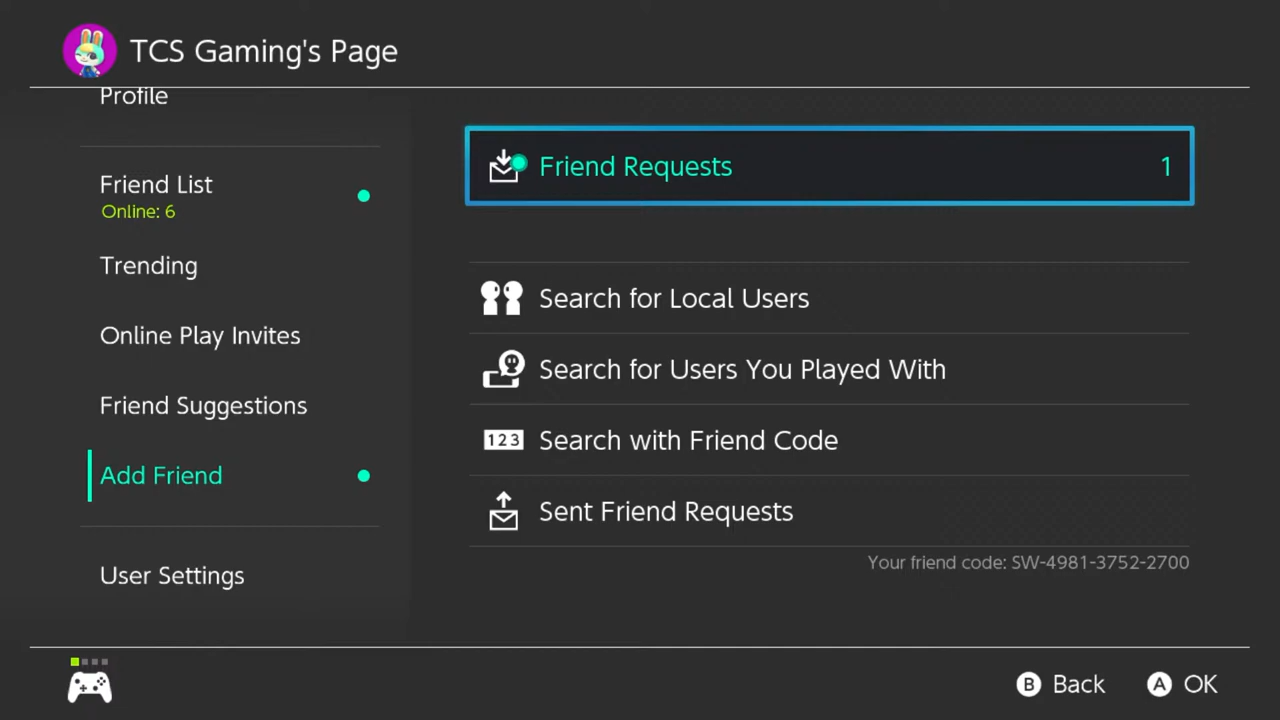 TCS Gaming's Page
Profile
Friend List
Online: 6
Trending
Online Play Invites
Friend Suggestions
Add Friend
User Settings
Friend Requests 1
Search for Local Users
Search for Users You Played With
123 Search with Friend Code
Sent Friend Requests
Your friend code: SW-4981-3752-2700
B Back A OK